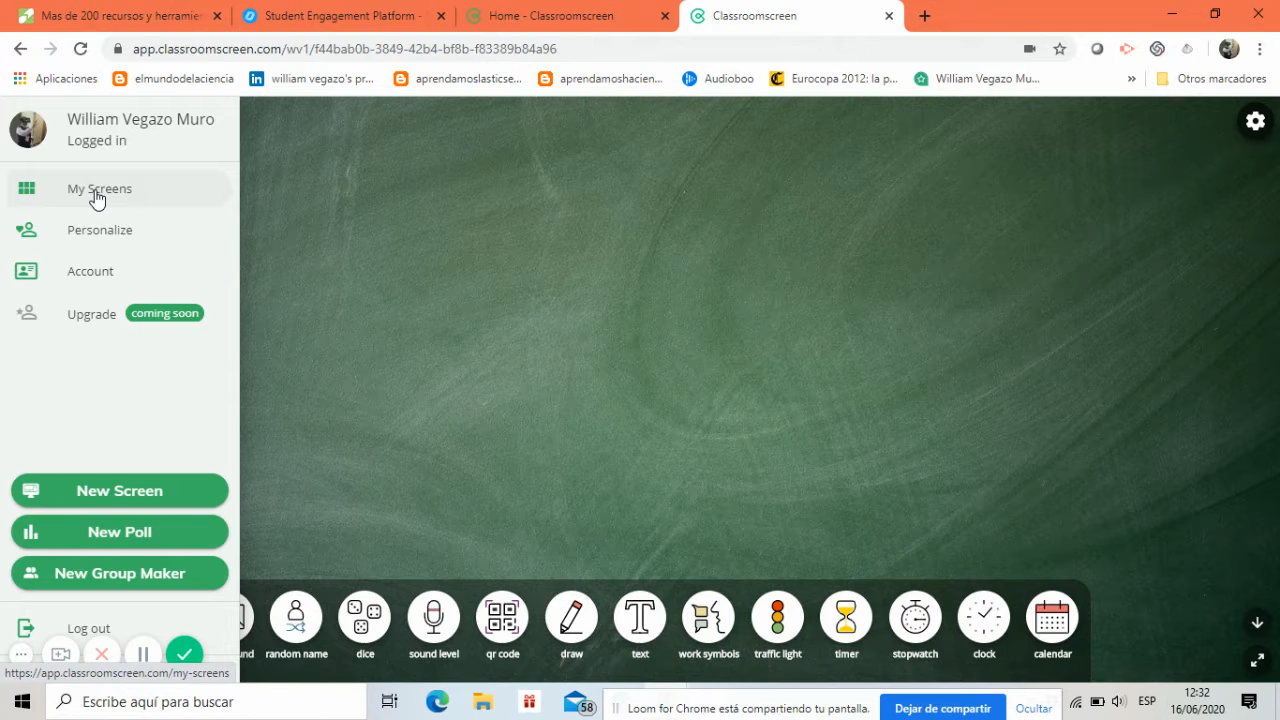 Mas de 200 recursos y herramie
Student Engagement Platform -
Home - Classroomscreen
Classroomscreen
app.classroomscreen.com/wv1/f44bab0b-3849-42b4-bf8b-f83389b84a96
Aplicaciones
elmundodelaciencia
william vegazo's pr...
aprendamoslasticse...
aprendamoshacien...
Audioboo
Eurocopa 2012: la p...
William Vegazo Mu...
»
Otros marcadores
William Vegazo Muro
Logged in
My Screens
Personalize
Account
Upgrade coming soon
New Screen
New Poll
New Group Maker
Log out
https://app.classroomscreen.com/my-screens
nd
random name
dice
sound level
qr code
draw
text
work symbols
traffic light
timer
stopwatch
clock
calendar
Escribe aquí para buscar
58
Loom for Chrome está compartiendo tu pantalla.
Dejar de compartir
Ocultar
ESP
12:32
16/06/2020